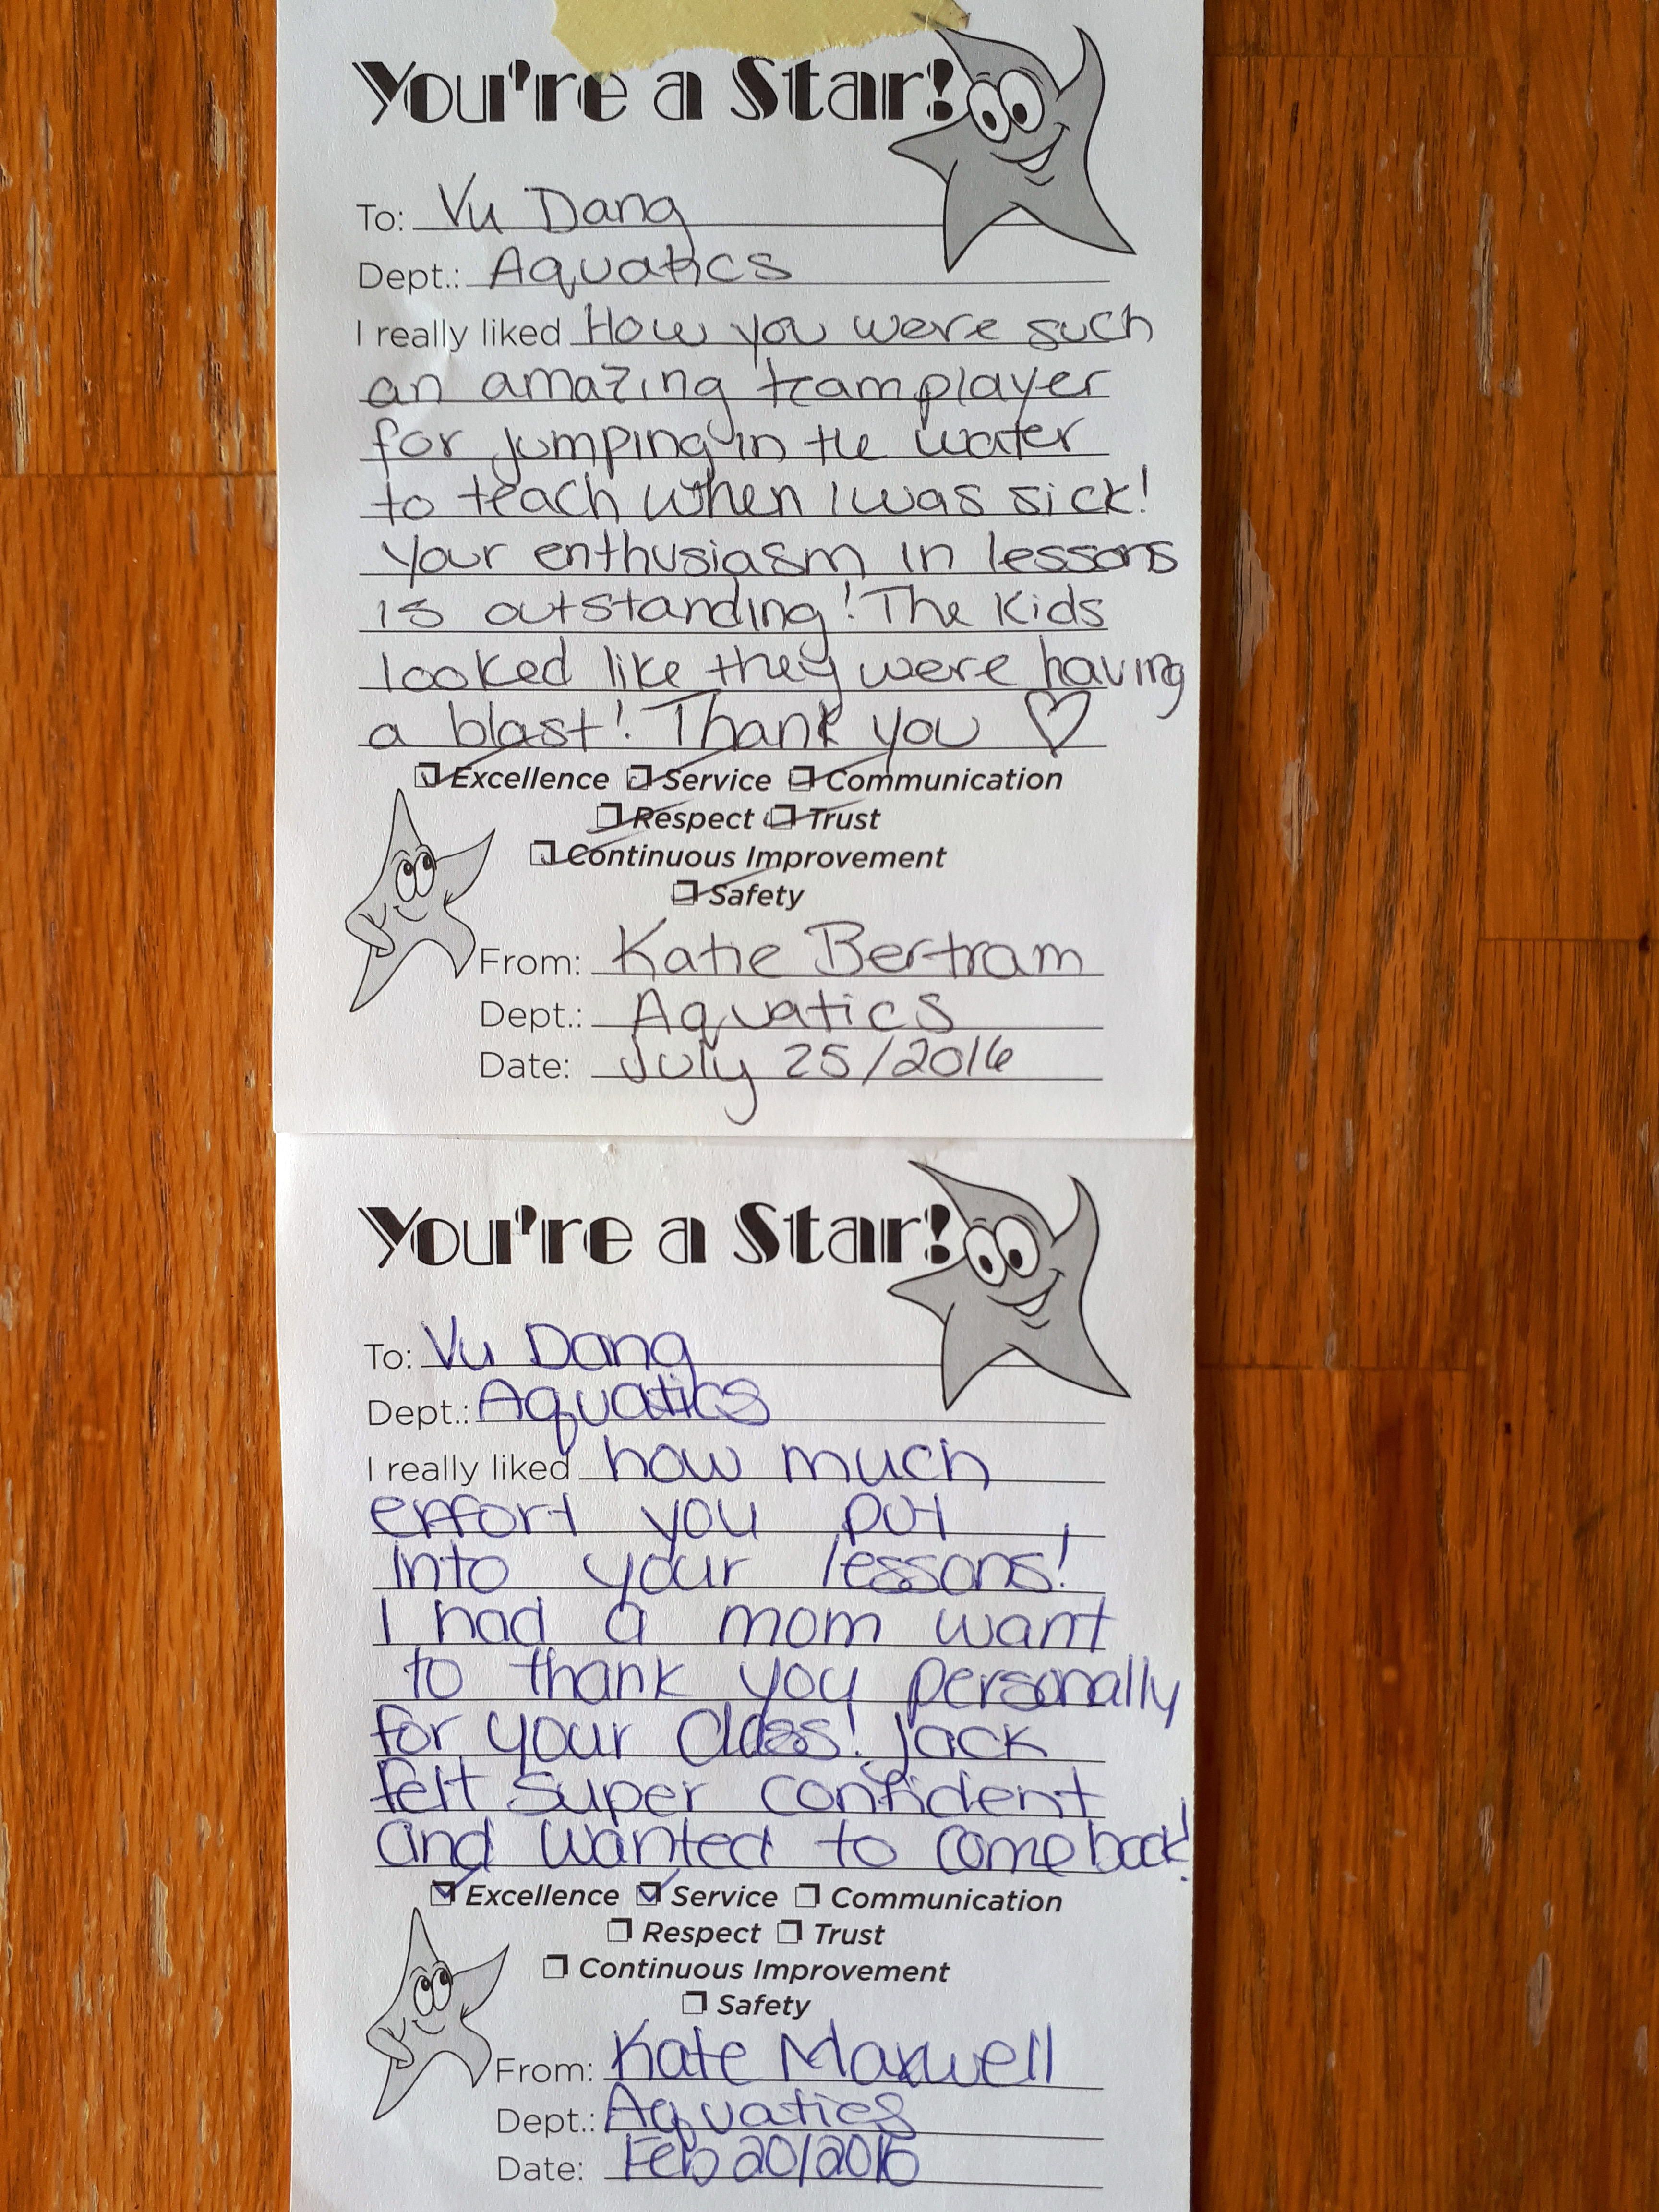 You're a Star!
To: Vu Dang
Dept.: Aquatics
I really liked How you were such
an amazing teamplayer
for jumping in the water
to teach when I was sick!
Your enthusiasm in lessons
is outstanding! The Kids
looked like they were having
a blast! Thank you ♡
Excellence Service Communication
Respect Trust
Continuous Improvement
Safety
From: Katie Bertram
Dept.: Aquatics
Date: July 25/2016
You're a Star!
To: Vu Dang
Dept.: Aquatics
I really liked how much
effort you put
into your lessons!
I had a mom want
to thank you personally
for your class! Jack
felt super confident
and wanted to come back!
Excellence Service Communication
Respect Trust
Continuous Improvement
Safety
From: Kate Maxwell
Dept.: Aquatics
Date: Feb 20/2016